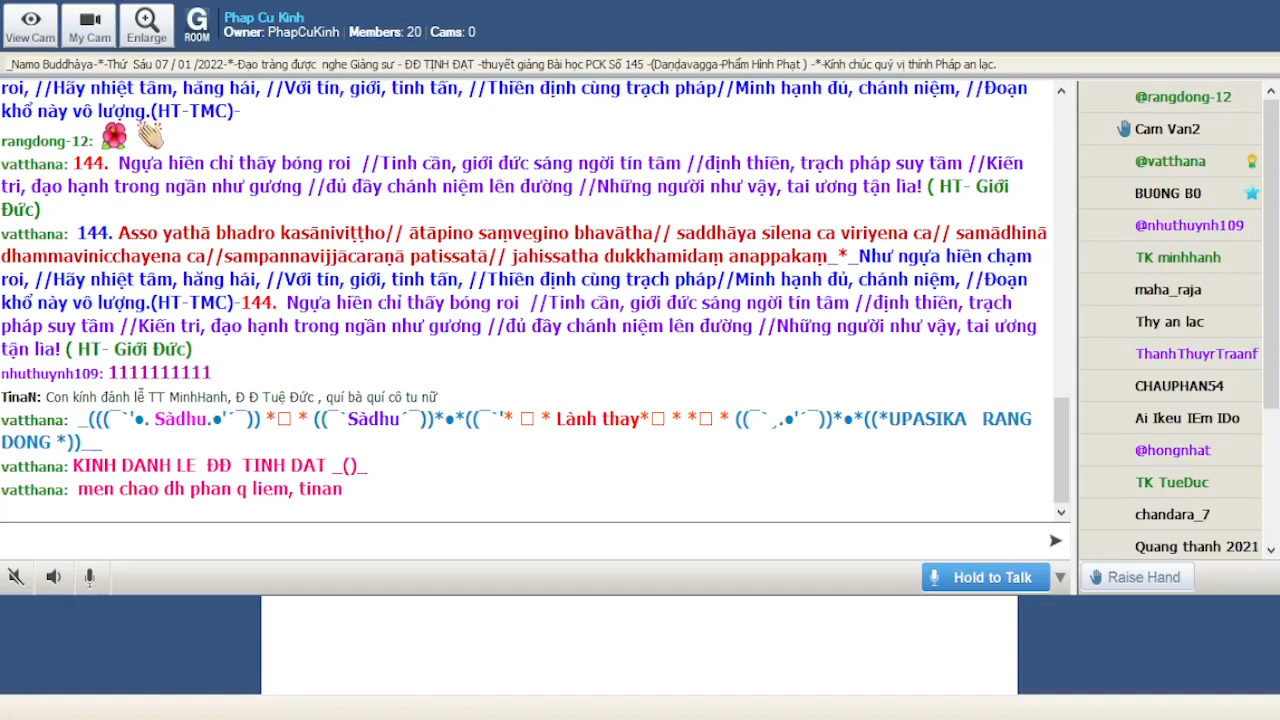 View Cam
My Cam
Enlarge
G
ROOM
Phap Cu Kinh
Owner: PhapCuKinh | Members: 20 | Cams: 0
_Namo Buddhàya-*-Thứ Sáu 07 / 01 /2022-*-Đạo tràng được nghe Giảng sư - ĐĐ TỊNH ĐẠT -thuyết giảng Bài học PCK Số 145 -(Daṇḍavagga-Phẩm Hình Phạt ) -*-Kính chúc quý vị thính Pháp an lạc.
roi, //Hãy nhiệt tâm, hăng hái, //Với tín, giới, tinh tấn, //Thiền định cùng trạch pháp//Minh hạnh đủ, chánh niệm, //Đoạn
khổ này vô lượng.(HT-TMC)-
rangdong-12:
vatthana: 144. Ngựa hiền chỉ thấy bóng roi //Tinh cần, giới đức sáng ngời tín tâm //định thiền, trạch pháp suy tầm //Kiến
tri, đạo hạnh trong ngần như gương //đủ đầy chánh niệm lên đường //Những người như vậy, tai ương tận lìa! ( HT- Giới
Đức)
vatthana: 144. Asso yathā bhadro kasāniviṭṭho// ātāpino saṃvegino bhavātha// saddhāya sīlena ca viriyena ca// samādhinā
dhammavinicchayena ca//sampannavijjācaraṇā patissatā// jahissatha dukkhamidaṃ anappakaṃ_*_Như ngựa hiền chạm
roi, //Hãy nhiệt tâm, hăng hái, //Với tín, giới, tinh tấn, //Thiền định cùng trạch pháp//Minh hạnh đủ, chánh niệm, //Đoạn
khổ này vô lượng.(HT-TMC)-144. Ngựa hiền chỉ thấy bóng roi //Tinh cần, giới đức sáng ngời tín tâm //định thiền, trạch
pháp suy tầm //Kiến tri, đạo hạnh trong ngần như gương //đủ đầy chánh niệm lên đường //Những người như vậy, tai ương
tận lìa! ( HT- Giới Đức)
nhuthuynh109: 1111111111
TinaN: Con kính đảnh lễ TT MinhHanh, Đ Đ Tuệ Đức , quí bà quí cô tu nữ
vatthana: _(((¯`'●. Sàdhu.●'´¯)) *□ * ((¯`Sàdhu´¯))*●*((¯`'* □ * Lành thay*□ * *□ * ((¯`¸.●'´¯))*●*((*UPASIKA RANG
DONG *))__
vatthana: KINH DANH LE ĐĐ TINH DAT _()_
vatthana: men chao dh phan q liem, tinan
Hold to Talk
@rangdong-12
Cam Van2
@vatthana
BU0NG B0
@nhuthuynh109
TK minhhanh
maha_raja
Thy an lac
ThanhThuyrTraanf
CHAUPHAN54
Ai Ikeu IEm IDo
@hongnhat
TK TueDuc
chandara_7
Quang thanh 2021
Raise Hand